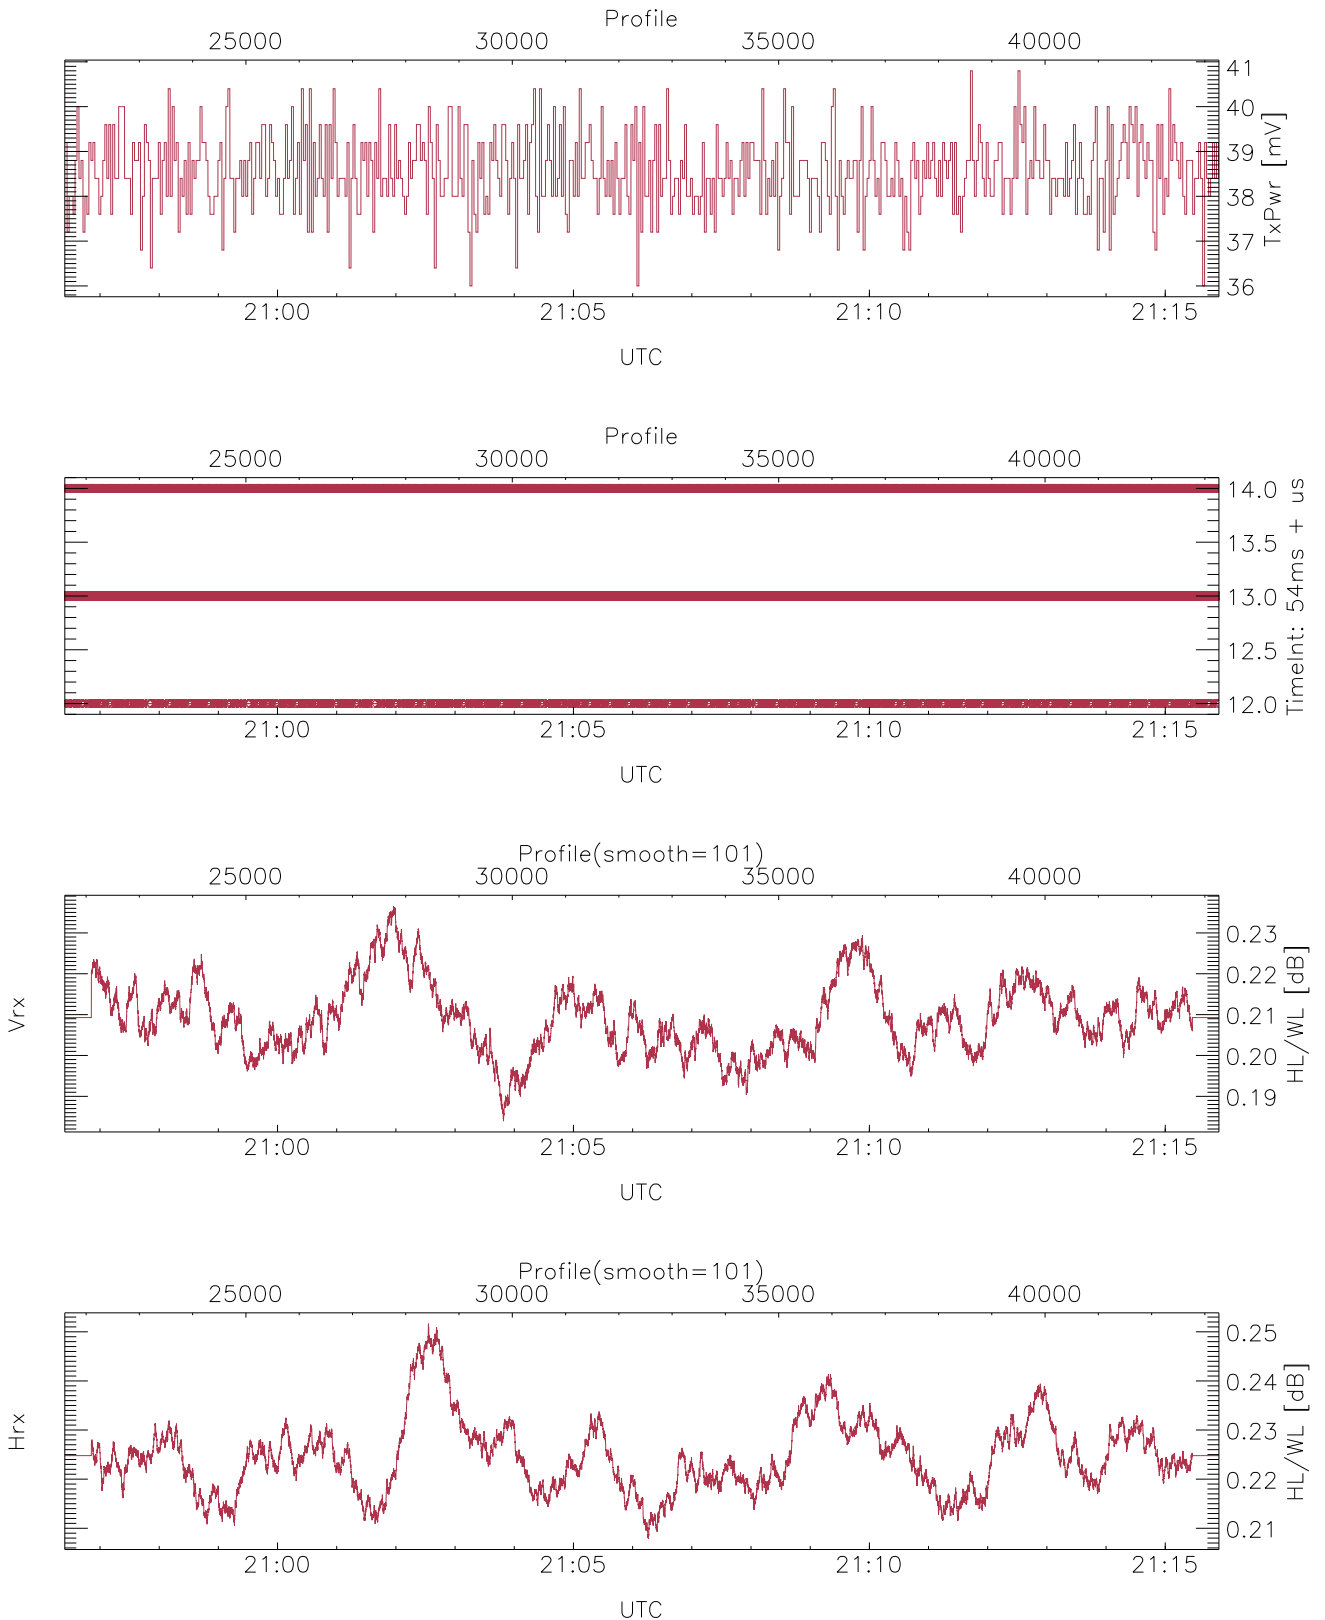 Profile
25000 30000 35000 40000
41
40
39
38
37
36
TxPwr [mV]
21:00 21:05 21:10 21:15
UTC
Profile
25000 30000 35000 40000
14.0
13.5
13.0
12.5
12.0
TimeInt: 54ms + us
21:00 21:05 21:10 21:15
UTC
Profile(smooth=101)
25000 30000 35000 40000
Vrx
0.23
0.22
0.21
0.20
0.19
HL/WL [dB]
21:00 21:05 21:10 21:15
UTC
Profile(smooth=101)
25000 30000 35000 40000
Hrx
0.25
0.24
0.23
0.22
0.21
HL/WL [dB]
21:00 21:05 21:10 21:15
UTC